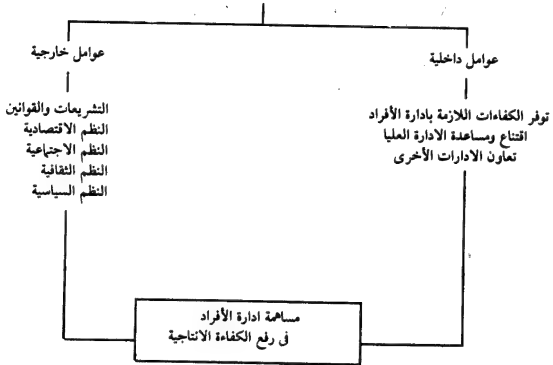 عوامل داخلية
توفر الكفاءات اللازمة بادارة الأفراد
اقتناع ومساعدة الادارة العليا
تعاون الادارات الأخرى
عوامل خارجية
التشريعات والقوانين
النظم الاقتصادية
النظم الاجتماعية
النظم الثقافية
النظم السياسية
مساهمة ادارة الأفراد
فى رفع الكفاءة الانتاجية